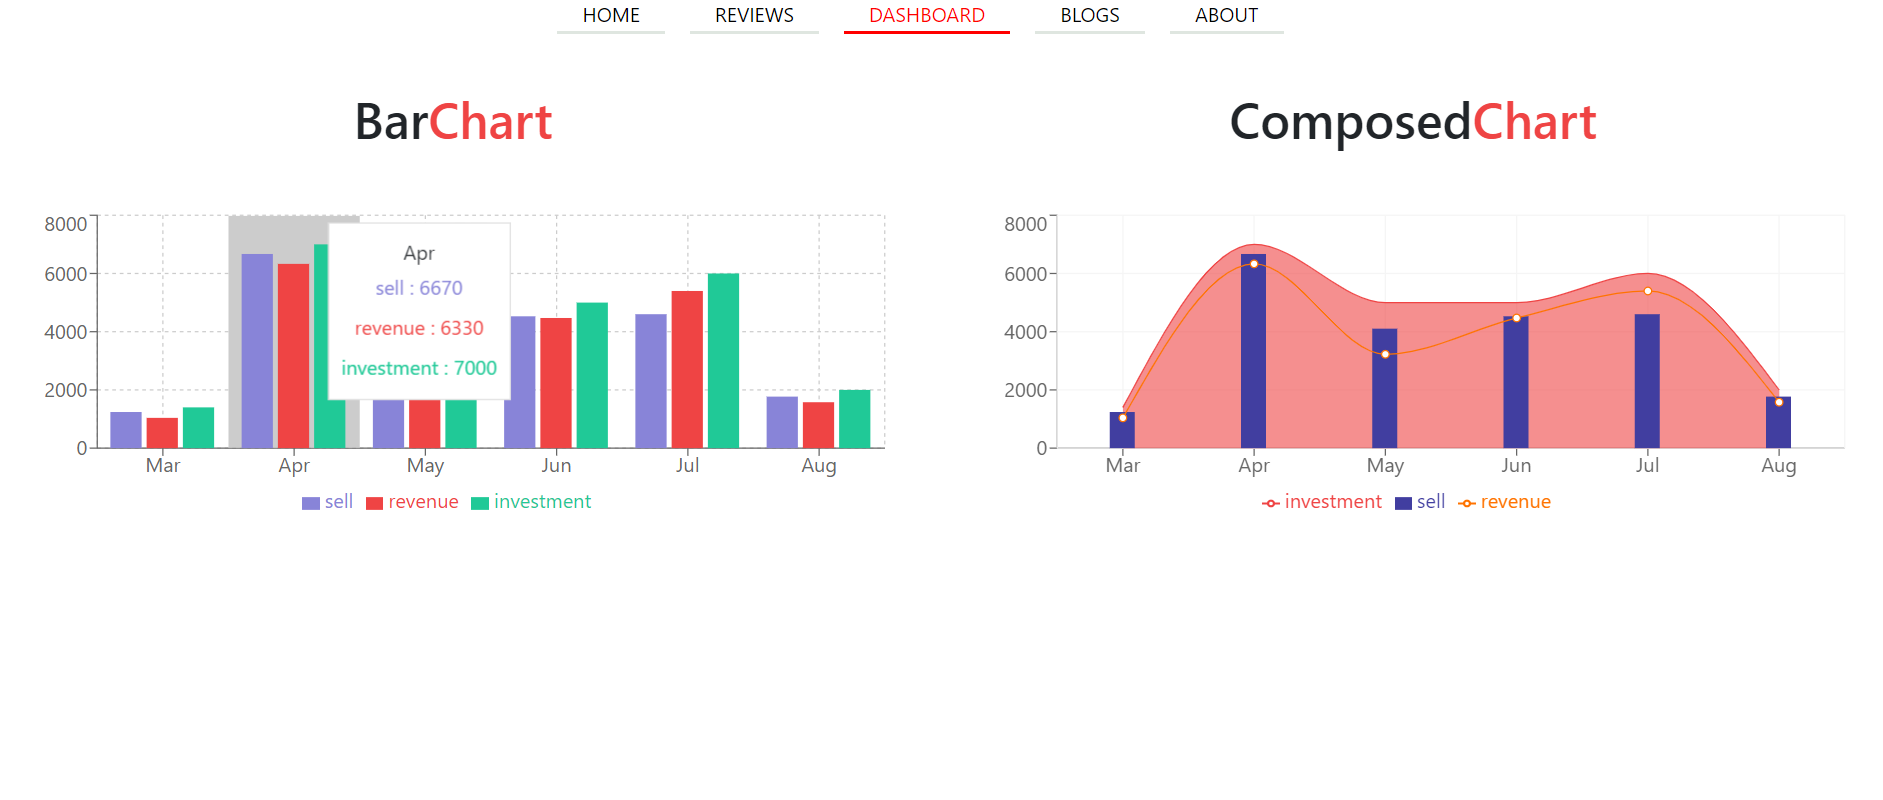 HOME REVIEWS DASHBOARD BLOGS ABOUT
BarChart
8000
6000
4000
2000
0
Apr
sell : 6670
revenue : 6330
investment : 7000
Mar Apr May Jun Jul Aug
sell revenue investment
ComposedChart
8000
6000
4000
2000
0
Mar Apr May Jun Jul Aug
investment sell revenue